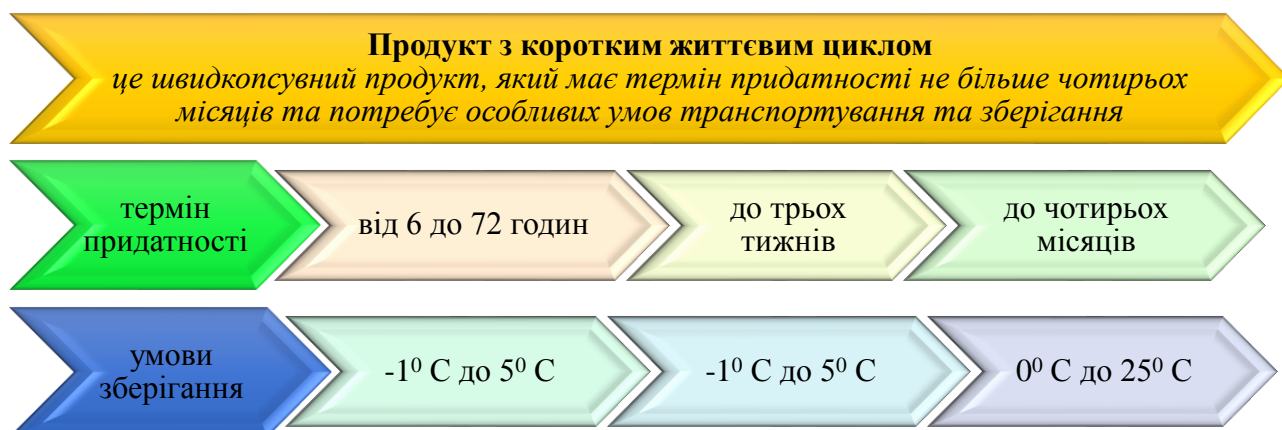 Продукт з коротким життєвим циклом
це швидкопсувний продукт, який має термін придатності не більше чотирьох
місяців та потребує особливих умов транспортування та зберігання
термін
придатності
від 6 до 72 годин
до трьох
тижнів
до чотирьох
місяців
умови
зберігання
-1⁰ С до 5⁰ С
-1⁰ С до 5⁰ С
0⁰ С до 25⁰ С